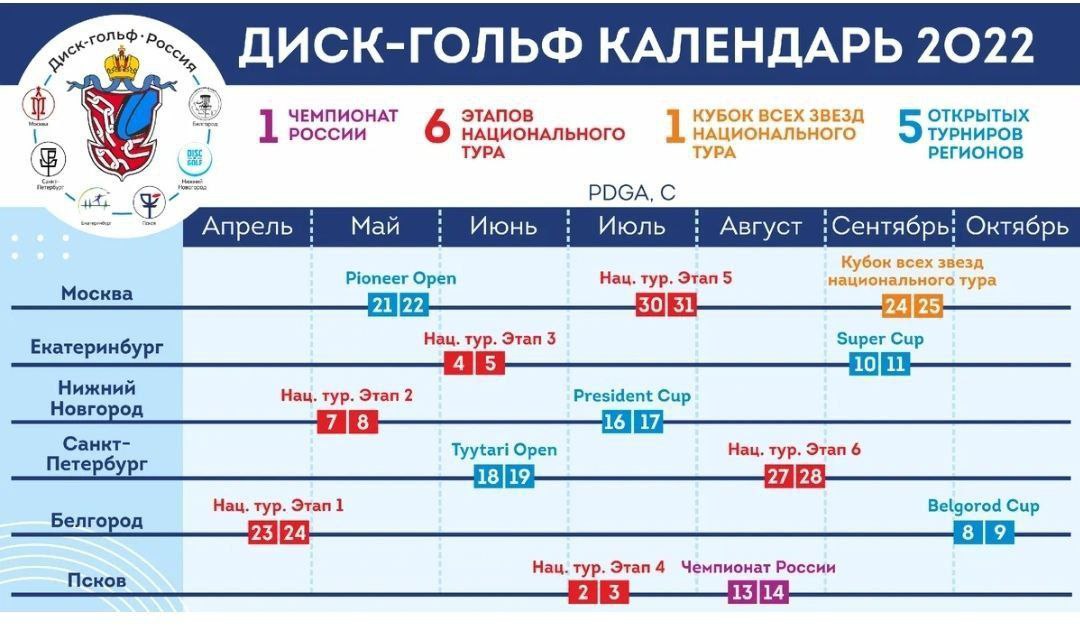 Диск-гольф · Россия
Москва
Белгород
Санкт-
Петербург
DISC
GOLF
Нижний
Новгород
Екатеринбург
Псков
ДИСК-ГОЛЬФ КАЛЕНДАРЬ 2022
1 ЧЕМПИОНАТ
РОССИИ
6 ЭТАПОВ
НАЦИОНАЛЬНОГО
ТУРА
1 КУБОК ВСЕХ ЗВЕЗД
НАЦИОНАЛЬНОГО
ТУРА
5 ОТКРЫТЫХ
ТУРНИРОВ
РЕГИОНОВ
PDGA, C
Апрель Май Июнь Июль Август Сентябрь Октябрь
Москва
Pioneer Open
21 22
Нац. тур. Этап 5
30 31
Кубок всех звезд
национального тура
24 25
Екатеринбург
Нац. тур. Этап 3
4 5
Super Cup
10 11
Нижний
Новгород
Нац. тур. Этап 2
7 8
President Cup
16 17
Санкт-
Петербург
Tyytari Open
18 19
Нац. тур. Этап 6
27 28
Белгород
Нац. тур. Этап 1
23 24
Belgorod Cup
8 9
Псков
Нац. тур. Этап 4
2 3
Чемпионат России
13 14